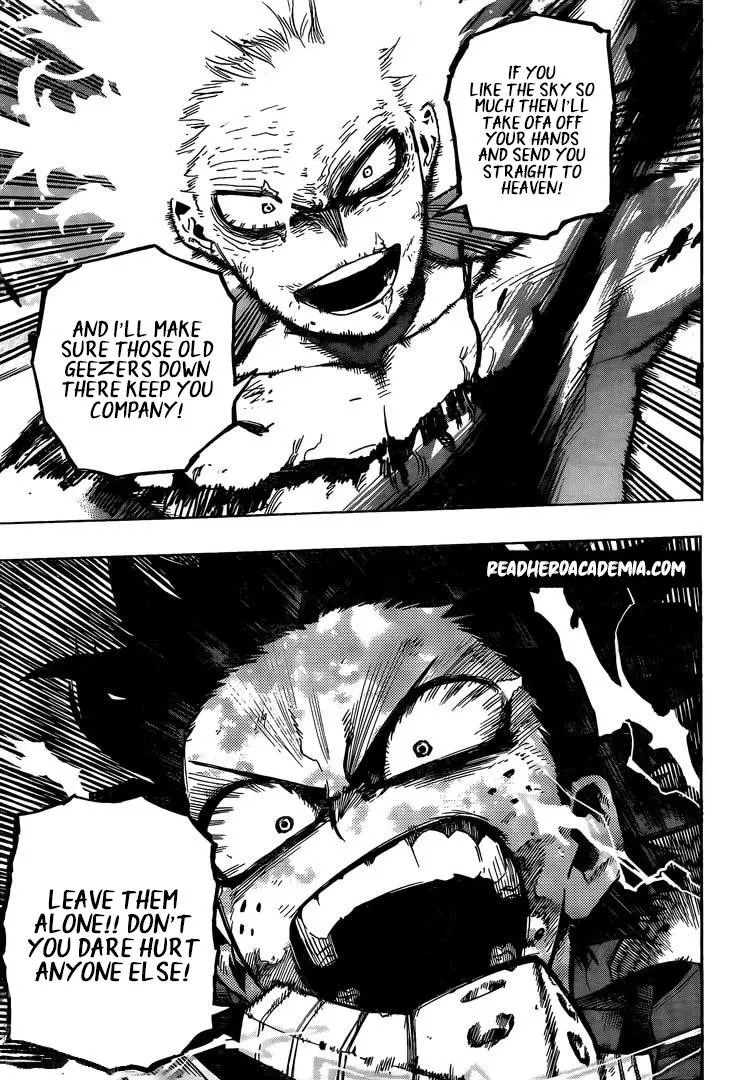 IF YOU
LIKE THE SKY SO
MUCH THEN I'LL
TAKE OFA OFF
YOUR HANDS
AND SEND YOU
STRAIGHT TO
HEAVEN!
AND I'LL MAKE
SURE THOSE OLD
GEEZERS DOWN
THERE KEEP YOU
COMPANY!
READHEROACADEMIA.COM
LEAVE THEM
ALONE!! DON'T
YOU DARE HURT
ANYONE ELSE!